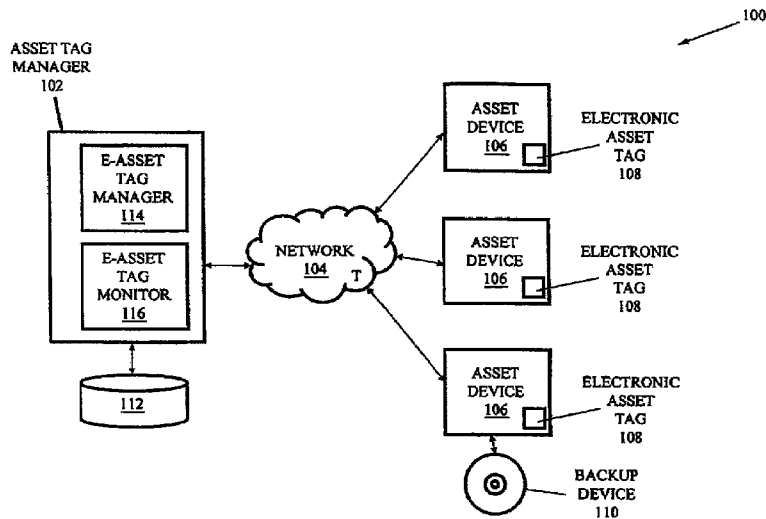 100
ASSET TAG
MANAGER
102
E-ASSET
TAG
MANAGER
114
E-ASSET
TAG
MONITOR
116
112
NETWORK
104
T
ASSET
DEVICE
106
ELECTRONIC
ASSET
TAG
108
ASSET
DEVICE
106
ELECTRONIC
ASSET
TAG
108
ASSET
DEVICE
106
ELECTRONIC
ASSET
TAG
108
BACKUP
DEVICE
110